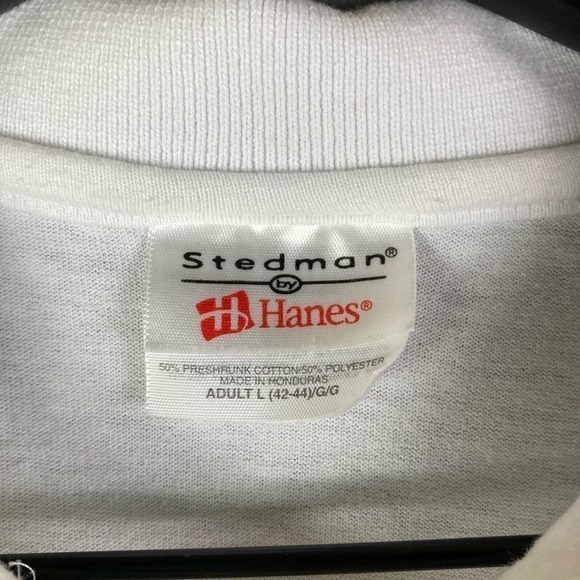 Stedman®
by
H Hanes®
50% PRESHRUNK COTTON/50% POLYESTER
MADE IN HONDURAS
ADULT L (42-44)/G/G